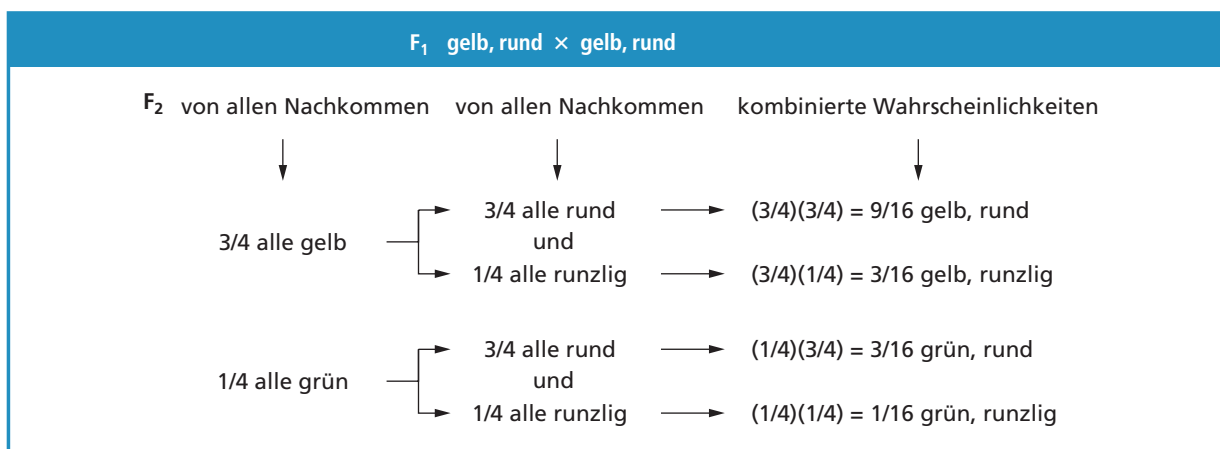 F1 gelb, rund × gelb, rund
F2 von allen Nachkommen von allen Nachkommen kombinierte Wahrscheinlichkeiten
3/4 alle rund (3/4)(3/4) = 9/16 gelb, rund
3/4 alle gelb und
1/4 alle runzlig (3/4)(1/4) = 3/16 gelb, runzlig
3/4 alle rund (1/4)(3/4) = 3/16 grün, rund
1/4 alle grün und
1/4 alle runzlig (1/4)(1/4) = 1/16 grün, runzlig